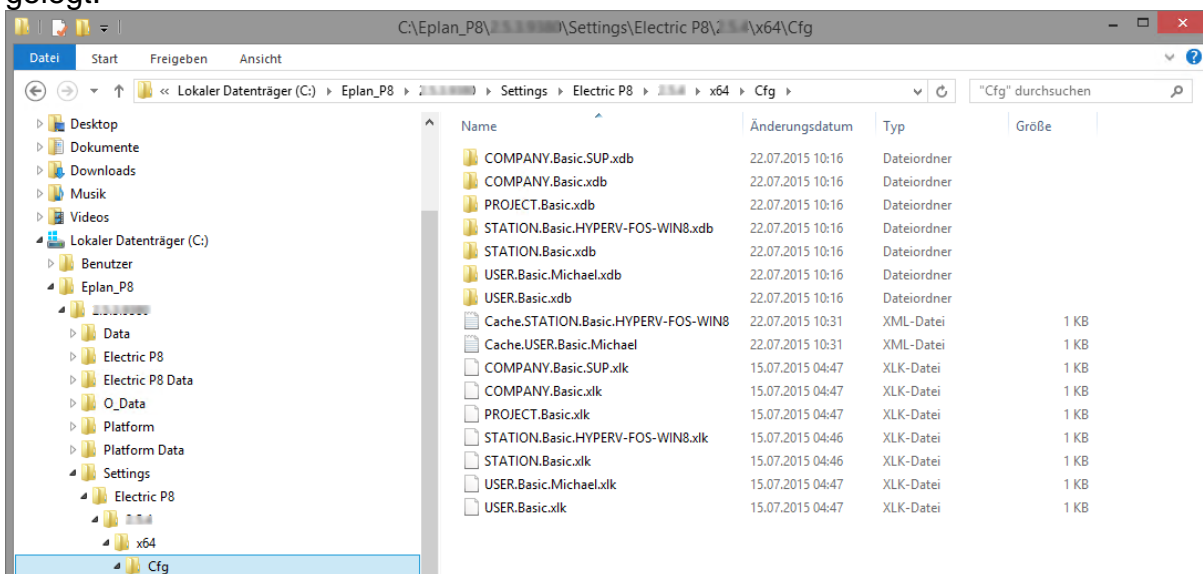 gelegt.
C:\Eplan_P8\ \Settings\Electric P8\ \x64\Cfg
Datei Start Freigeben Ansicht
« Lokaler Datenträger (C:) Eplan_P8 Settings Electric P8 x64 Cfg "Cfg" durchsuchen
Desktop
Dokumente
Downloads
Musik
Videos
Lokaler Datenträger (C:)
Benutzer
Eplan_P8
Data
Electric P8
Electric P8 Data
O_Data
Platform
Platform Data
Settings
Electric P8
x64
Cfg
Name Änderungsdatum Typ Größe
COMPANY.Basic.SUP.xdb 22.07.2015 10:16 Dateiordner
COMPANY.Basic.xdb 22.07.2015 10:16 Dateiordner
PROJECT.Basic.xdb 22.07.2015 10:16 Dateiordner
STATION.Basic.HYPERV-FOS-WIN8.xdb 22.07.2015 10:16 Dateiordner
STATION.Basic.xdb 22.07.2015 10:16 Dateiordner
USER.Basic.Michael.xdb 22.07.2015 10:16 Dateiordner
USER.Basic.xdb 22.07.2015 10:16 Dateiordner
Cache.STATION.Basic.HYPERV-FOS-WIN8 22.07.2015 10:31 XML-Datei 1 KB
Cache.USER.Basic.Michael 22.07.2015 10:31 XML-Datei 1 KB
COMPANY.Basic.SUP.xlk 15.07.2015 04:47 XLK-Datei 1 KB
COMPANY.Basic.xlk 15.07.2015 04:47 XLK-Datei 1 KB
PROJECT.Basic.xlk 15.07.2015 04:47 XLK-Datei 1 KB
STATION.Basic.HYPERV-FOS-WIN8.xlk 15.07.2015 04:46 XLK-Datei 1 KB
STATION.Basic.xlk 15.07.2015 04:46 XLK-Datei 1 KB
USER.Basic.Michael.xlk 15.07.2015 04:47 XLK-Datei 1 KB
USER.Basic.xlk 15.07.2015 04:47 XLK-Datei 1 KB